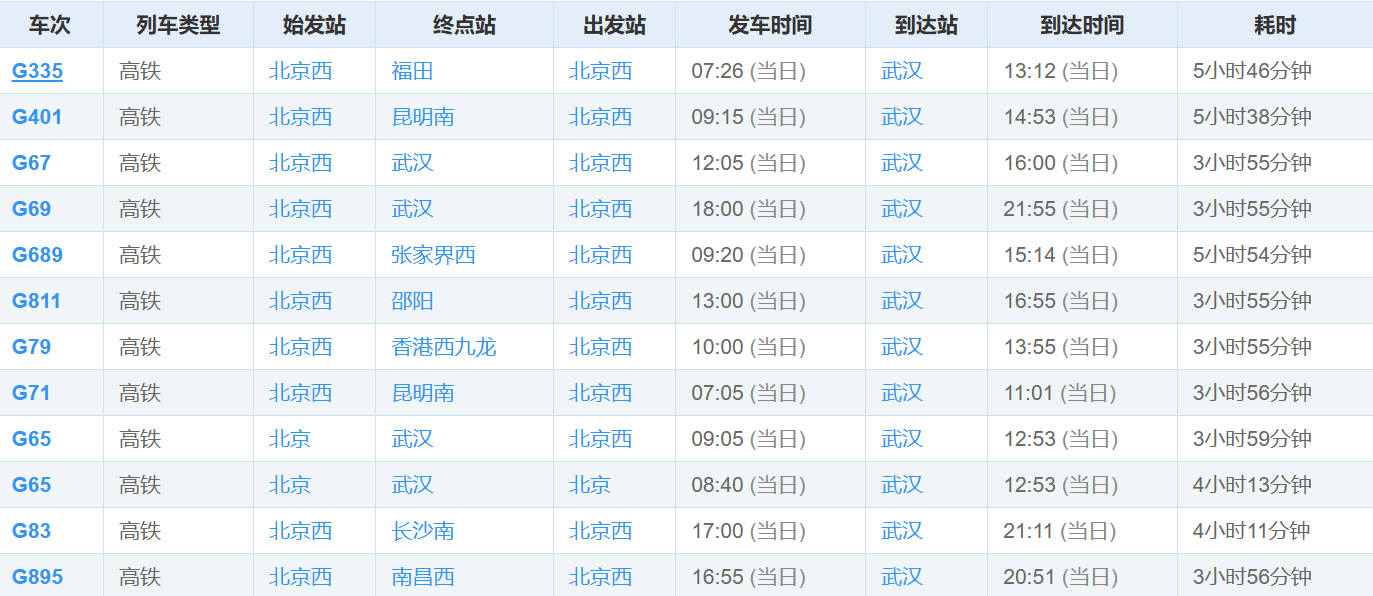 车次 列车类型 始发站 终点站 出发站 发车时间 到达站 到达时间 耗时
G335 高铁 北京西 福田 北京西 07:26 (当日) 武汉 13:12 (当日) 5小时46分钟
G401 高铁 北京西 昆明南 北京西 09:15 (当日) 武汉 14:53 (当日) 5小时38分钟
G67 高铁 北京西 武汉 北京西 12:05 (当日) 武汉 16:00 (当日) 3小时55分钟
G69 高铁 北京西 武汉 北京西 18:00 (当日) 武汉 21:55 (当日) 3小时55分钟
G689 高铁 北京西 张家界西 北京西 09:20 (当日) 武汉 15:14 (当日) 5小时54分钟
G811 高铁 北京西 邵阳 北京西 13:00 (当日) 武汉 16:55 (当日) 3小时55分钟
G79 高铁 北京西 香港西九龙 北京西 10:00 (当日) 武汉 13:55 (当日) 3小时55分钟
G71 高铁 北京西 昆明南 北京西 07:05 (当日) 武汉 11:01 (当日) 3小时56分钟
G65 高铁 北京 武汉 北京西 09:05 (当日) 武汉 12:53 (当日) 3小时59分钟
G65 高铁 北京 武汉 北京 08:40 (当日) 武汉 12:53 (当日) 4小时13分钟
G83 高铁 北京西 长沙南 北京西 17:00 (当日) 武汉 21:11 (当日) 4小时11分钟
G895 高铁 北京西 南昌西 北京西 16:55 (当日) 武汉 20:51 (当日) 3小时56分钟